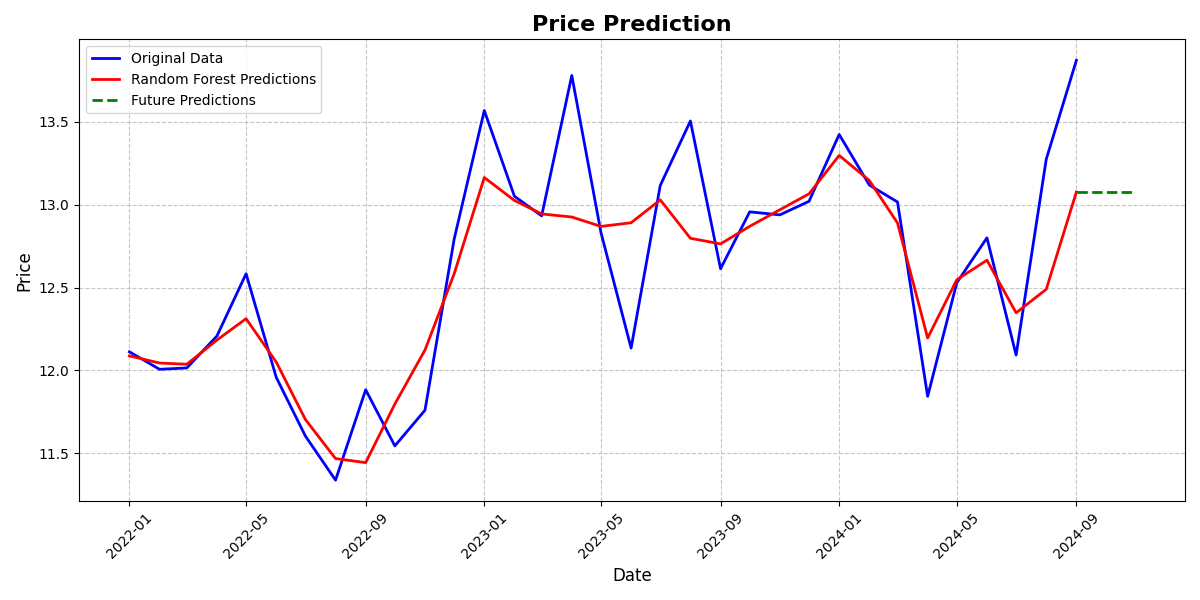 Price Prediction
Original Data
Random Forest Predictions
Future Predictions
Price
13.5
13.0
12.5
12.0
11.5
2022-01
2022-05
2022-09
2023-01
2023-05
2023-09
2024-01
2024-05
2024-09
Date